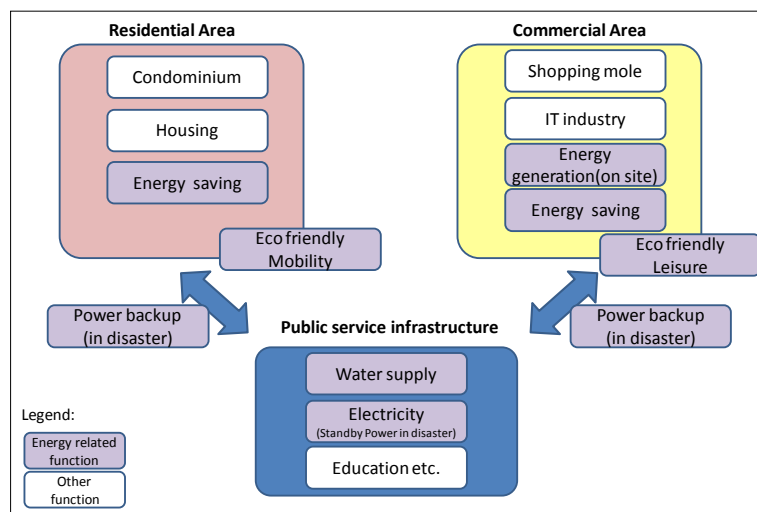 Residential Area
Condominium
Housing
Energy saving
Eco friendly
Mobility
Commercial Area
Shopping mole
IT industry
Energy
generation(on site)
Energy saving
Eco friendly
Leisure
Power backup
(in disaster)
Power backup
(in disaster)
Public service infrastructure
Water supply
Electricity
(Standby Power in disaster)
Education etc.
Legend:
Energy related
function
Other
function